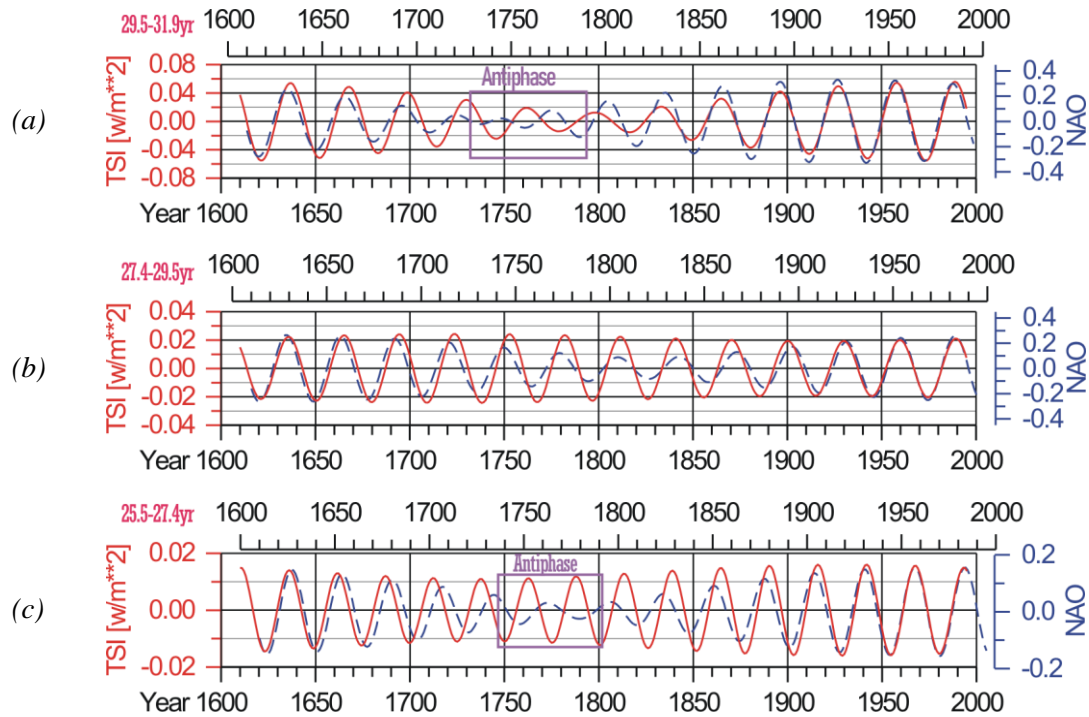 29.5-31.9yr
1600 1650 1700 1750 1800 1850 1900 1950 2000
(a)
TSI [w/m**2]
0.08
0.04
0.00
-0.04
-0.08
Antiphase
0.4
0.2
0.0
-0.2
-0.4
NAO
Year 1600 1650 1700 1750 1800 1850 1900 1950 2000
27.4-29.5yr
1600 1650 1700 1750 1800 1850 1900 1950 2000
(b)
TSI [w/m**2]
0.04
0.02
0.00
-0.02
-0.04
0.4
0.2
0.0
-0.2
-0.4
NAO
Year 1600 1650 1700 1750 1800 1850 1900 1950 2000
25.5-27.4yr
1600 1650 1700 1750 1800 1850 1900 1950 2000
(c)
TSI [w/m**2]
0.02
0.00
-0.02
Antiphase
0.2
0.0
-0.2
NAO
Year 1600 1650 1700 1750 1800 1850 1900 1950 2000